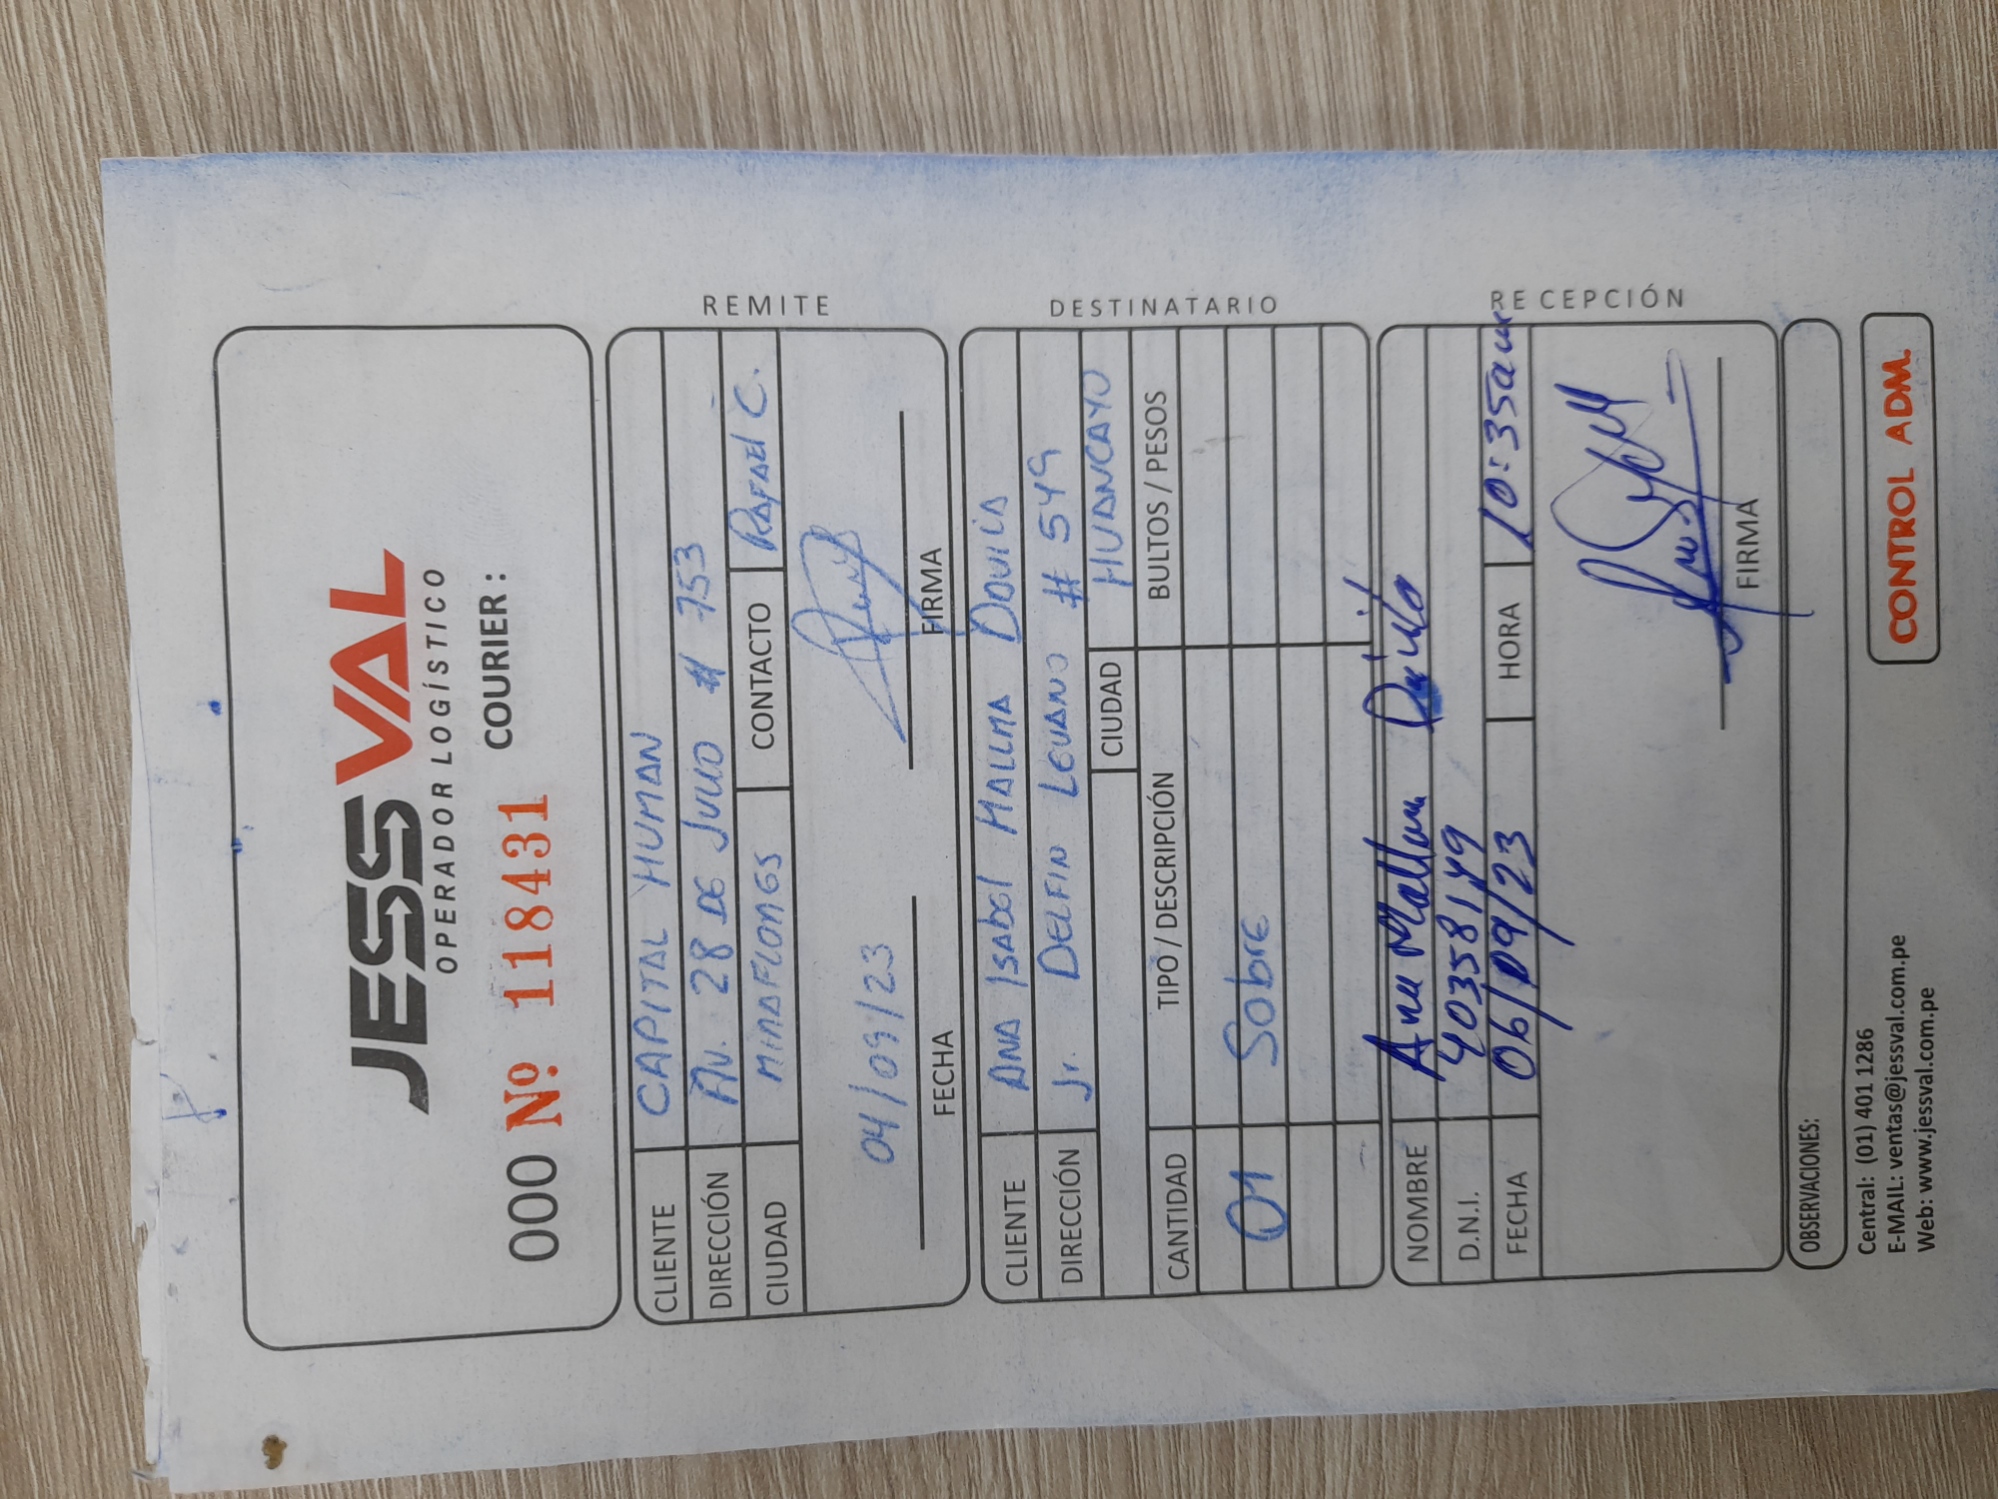 JESSVAL
OPERADOR LOGÍSTICO
COURIER :
000 Nº 118431
CLIENTE CAPITAL HUMAN
DIRECCIÓN AV. 28 DE JULIO # 753
CIUDAD MIRAFLORES CONTACTO RAFAEL C.
04/09/23
FECHA FIRMA
REMITE
CLIENTE ANA ISABEL MALLMA DAVILA
DIRECCIÓN Jr. DELFIN LEVANO # 549
CIUDAD HUANCAYO
CANTIDAD TIPO / DESCRIPCIÓN BULTOS / PESOS
01 Sobre
DESTINATARIO
NOMBRE Ana Mallma Dávila
D.N.I. 40358149
FECHA 06/09/23 HORA 10:35am
FIRMA
RECEPCIÓN
OBSERVACIONES:
Central: (01) 401 1286
E-MAIL: ventas@jessval.com.pe
Web: www.jessval.com.pe
CONTROL ADM.